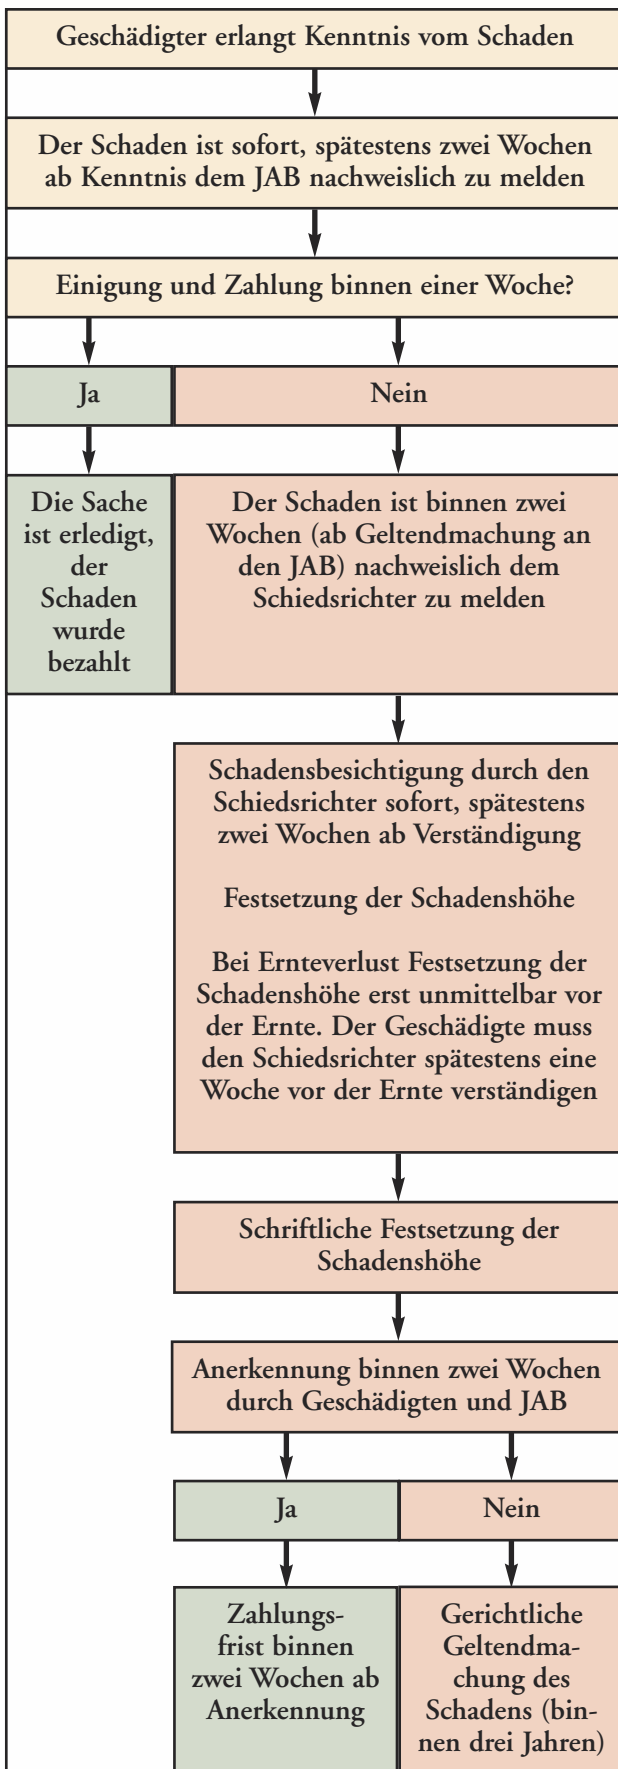 Geschädigter erlangt Kenntnis vom Schaden
Der Schaden ist sofort, spätestens zwei Wochen
ab Kenntnis dem JAB nachweislich zu melden
Einigung und Zahlung binnen einer Woche?
Ja
Nein
Die Sache
ist erledigt,
der
Schaden
wurde
bezahlt
Der Schaden ist binnen zwei
Wochen (ab Geltendmachung an
den JAB) nachweislich dem
Schiedsrichter zu melden
Schadensbesichtigung durch den
Schiedsrichter sofort, spätestens
zwei Wochen ab Verständigung
Festsetzung der Schadenshöhe
Bei Ernteverlust Festsetzung der
Schadenshöhe erst unmittelbar vor
der Ernte. Der Geschädigte muss
den Schiedsrichter spätestens eine
Woche vor der Ernte verständigen
Schriftliche Festsetzung der
Schadenshöhe
Anerkennung binnen zwei Wochen
durch Geschädigten und JAB
Ja
Nein
Zahlungs-
frist binnen
zwei Wochen ab
Anerkennung
Gerichtliche
Geltendma-
chung des
Schadens (bin-
nen drei Jahren)